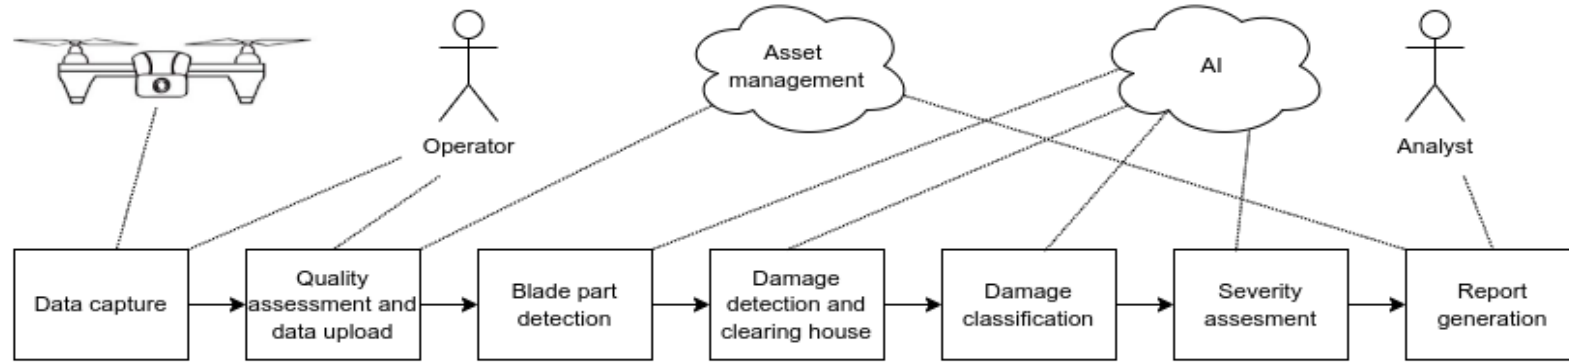 Asset
management
AI
Operator
Analyst
Data capture
Quality
assessment and
data upload
Blade part
detection
Damage
detection and
clearing house
Damage
classification
Severity
assesment
Report
generation